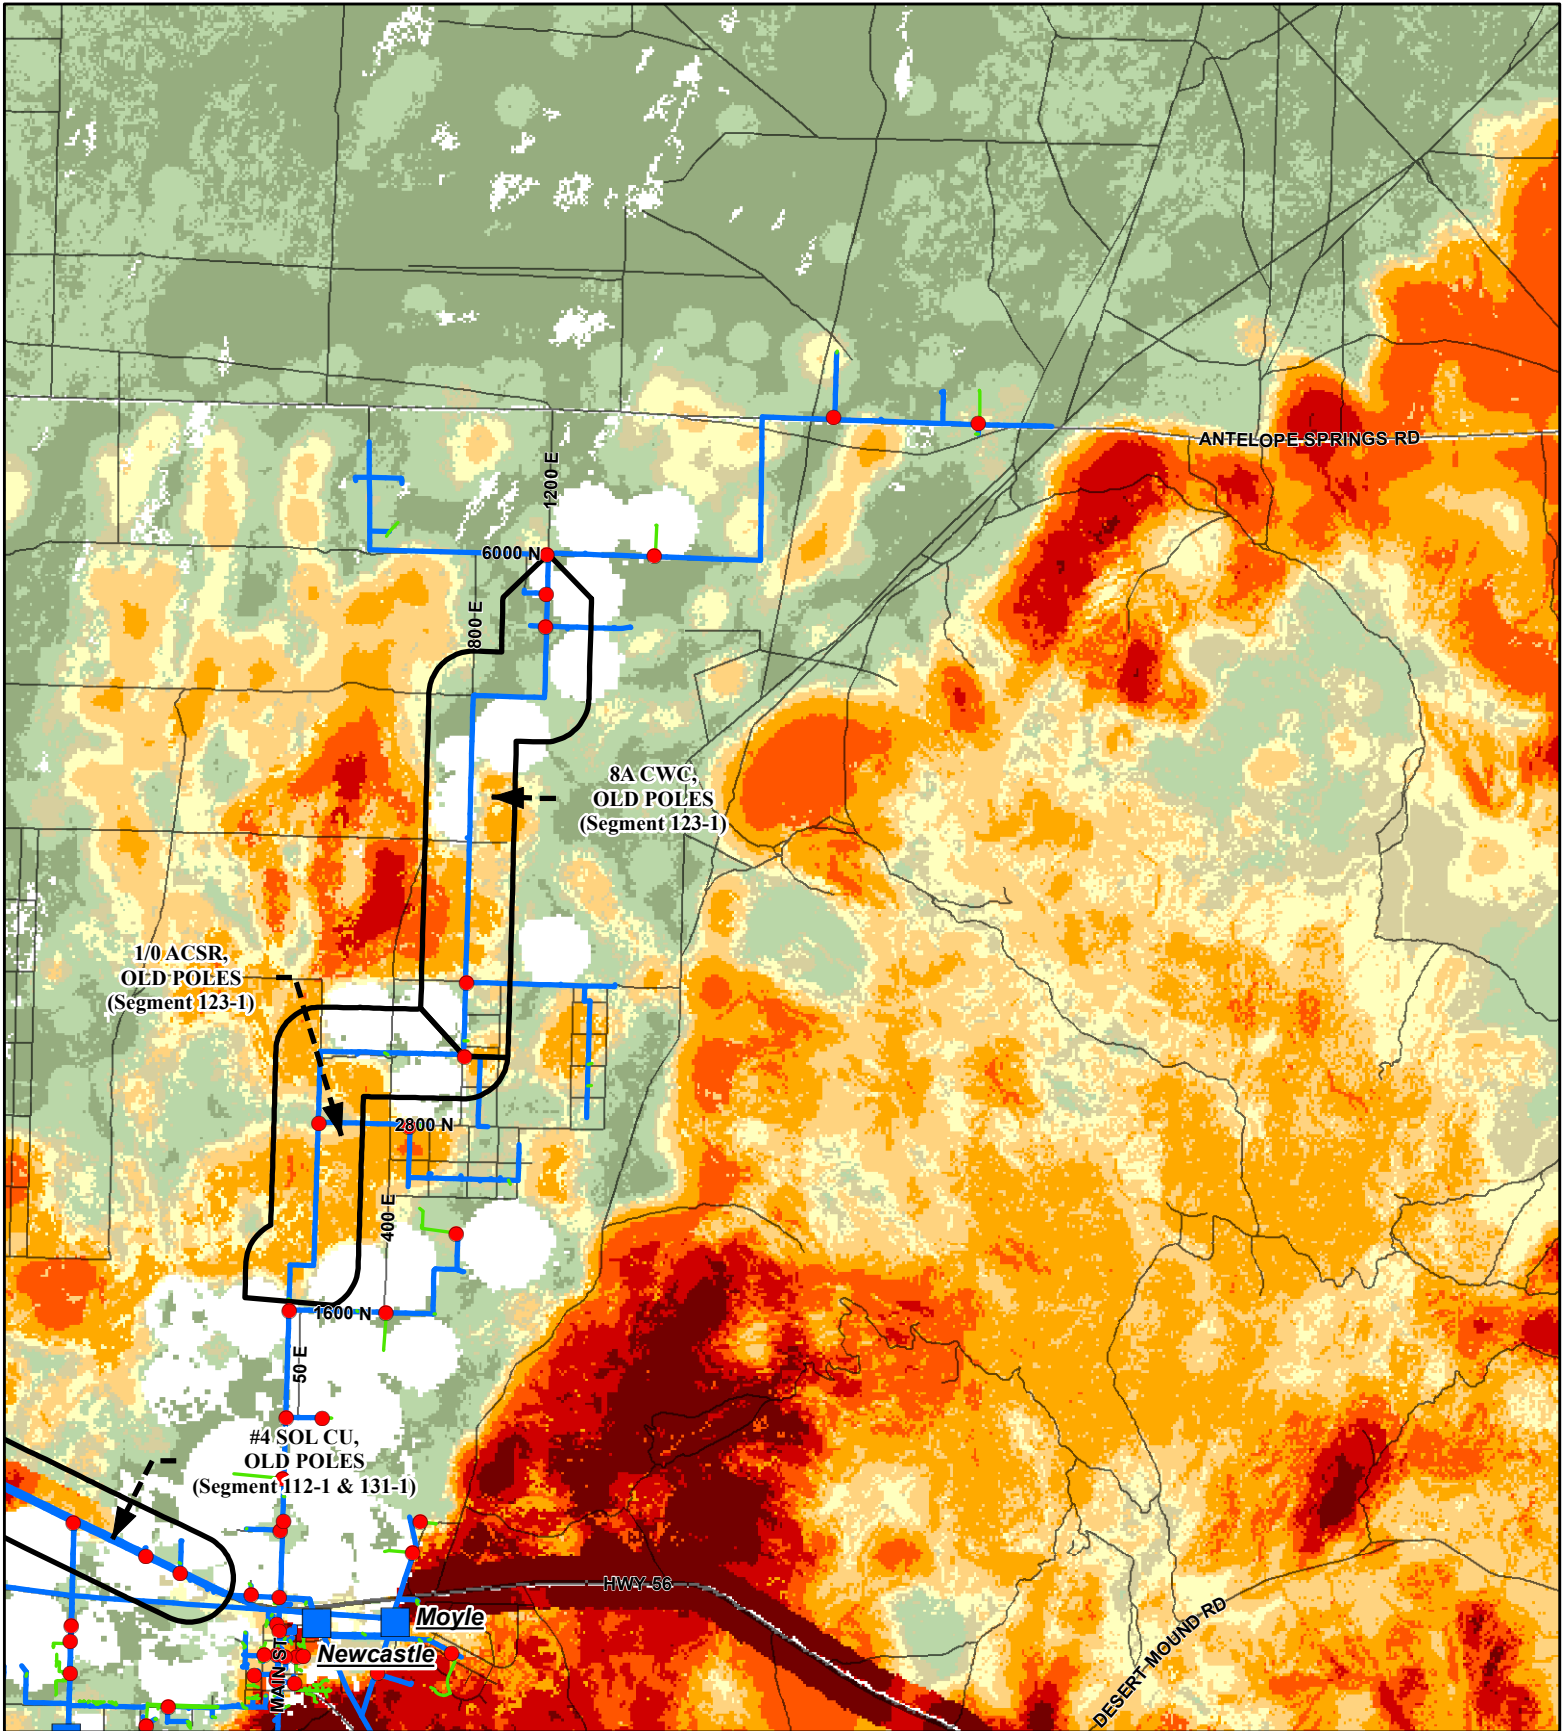 ANTELOPE SPRINGS RD
1200 E
6000 N
800 E
8A CWC,
OLD POLES
(Segment 123-1)
1/0 ACSR,
OLD POLES
(Segment 123-1)
2800 N
400 E
1600 N
50 E
#4 SOL CU,
OLD POLES
(Segment 112-1 & 131-1)
HWY 56
Moyle
Newcastle
MAIN ST
DESERT MOUND RD